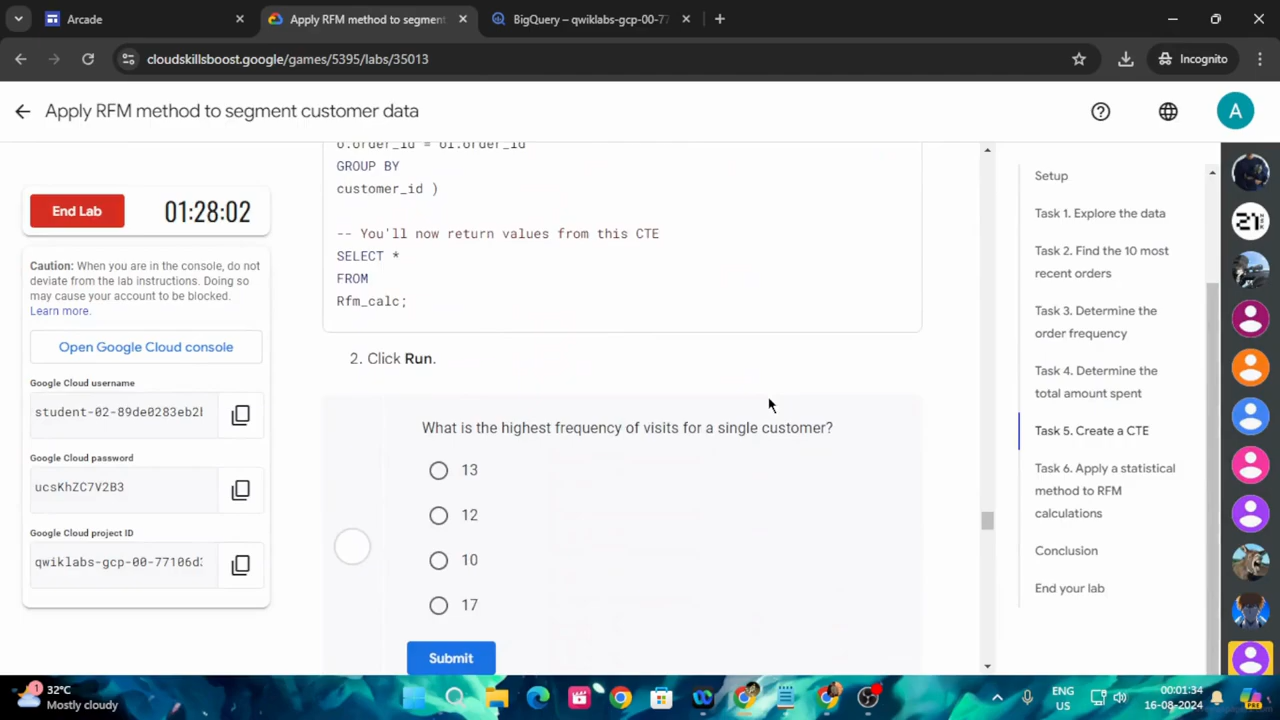 Arcade
Apply RFM method to segment
BigQuery – qwiklabs-gcp-00-77
cloudskillsboost.google/games/5395/labs/35013
Incognito
Apply RFM method to segment customer data
A
End Lab
01:28:02
Caution: When you are in the console, do not
deviate from the lab instructions. Doing so
may cause your account to be blocked.
Learn more.
Open Google Cloud console
Google Cloud username
student-02-89de0283eb2
Google Cloud password
ucsKhZC7V2B3
Google Cloud project ID
qwiklabs-gcp-00-77106d
o.order_id = oi.order_id
GROUP BY
customer_id )
-- You'll now return values from this CTE
SELECT *
FROM
Rfm_calc;
2. Click Run.
What is the highest frequency of visits for a single customer?
13
12
10
17
Submit
Setup
Task 1. Explore the data
Task 2. Find the 10 most
recent orders
Task 3. Determine the
order frequency
Task 4. Determine the
total amount spent
Task 5. Create a CTE
Task 6. Apply a statistical
method to RFM
calculations
Conclusion
End your lab
21
1
32°C
Mostly cloudy
ENG
US
00:01:34
16-08-2024
PRE